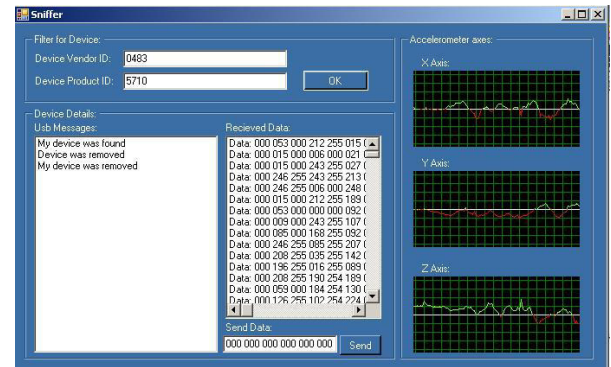 Sniffer
Filter for Device:
Device Vendor ID: 0483
Device Product ID: 5710
OK
Device Details:
Usb Messages:
My device was found
Device was removed
My device was removed
Recieved Data:
Data: 000 053 000 212 255 015 (
Data: 000 015 000 006 000 021 (
Data: 000 015 000 243 255 027 (
Data: 000 246 255 243 255 213 (
Data: 000 246 255 006 000 248 (
Data: 000 015 000 212 255 189 (
Data: 000 053 000 000 000 092 (
Data: 000 009 000 243 255 107 (
Data: 000 085 000 168 255 092 (
Data: 000 246 255 085 255 207 (
Data: 000 208 255 035 255 142 (
Data: 000 196 255 016 255 089 (
Data: 000 208 255 190 254 189 (
Data: 000 059 000 184 254 130 (
Data: 000 126 255 102 254 224 (
Send Data:
000 000 000 000 000 000
Send
Accelerometer axes:
X Axis:
Y Axis:
Z Axis: